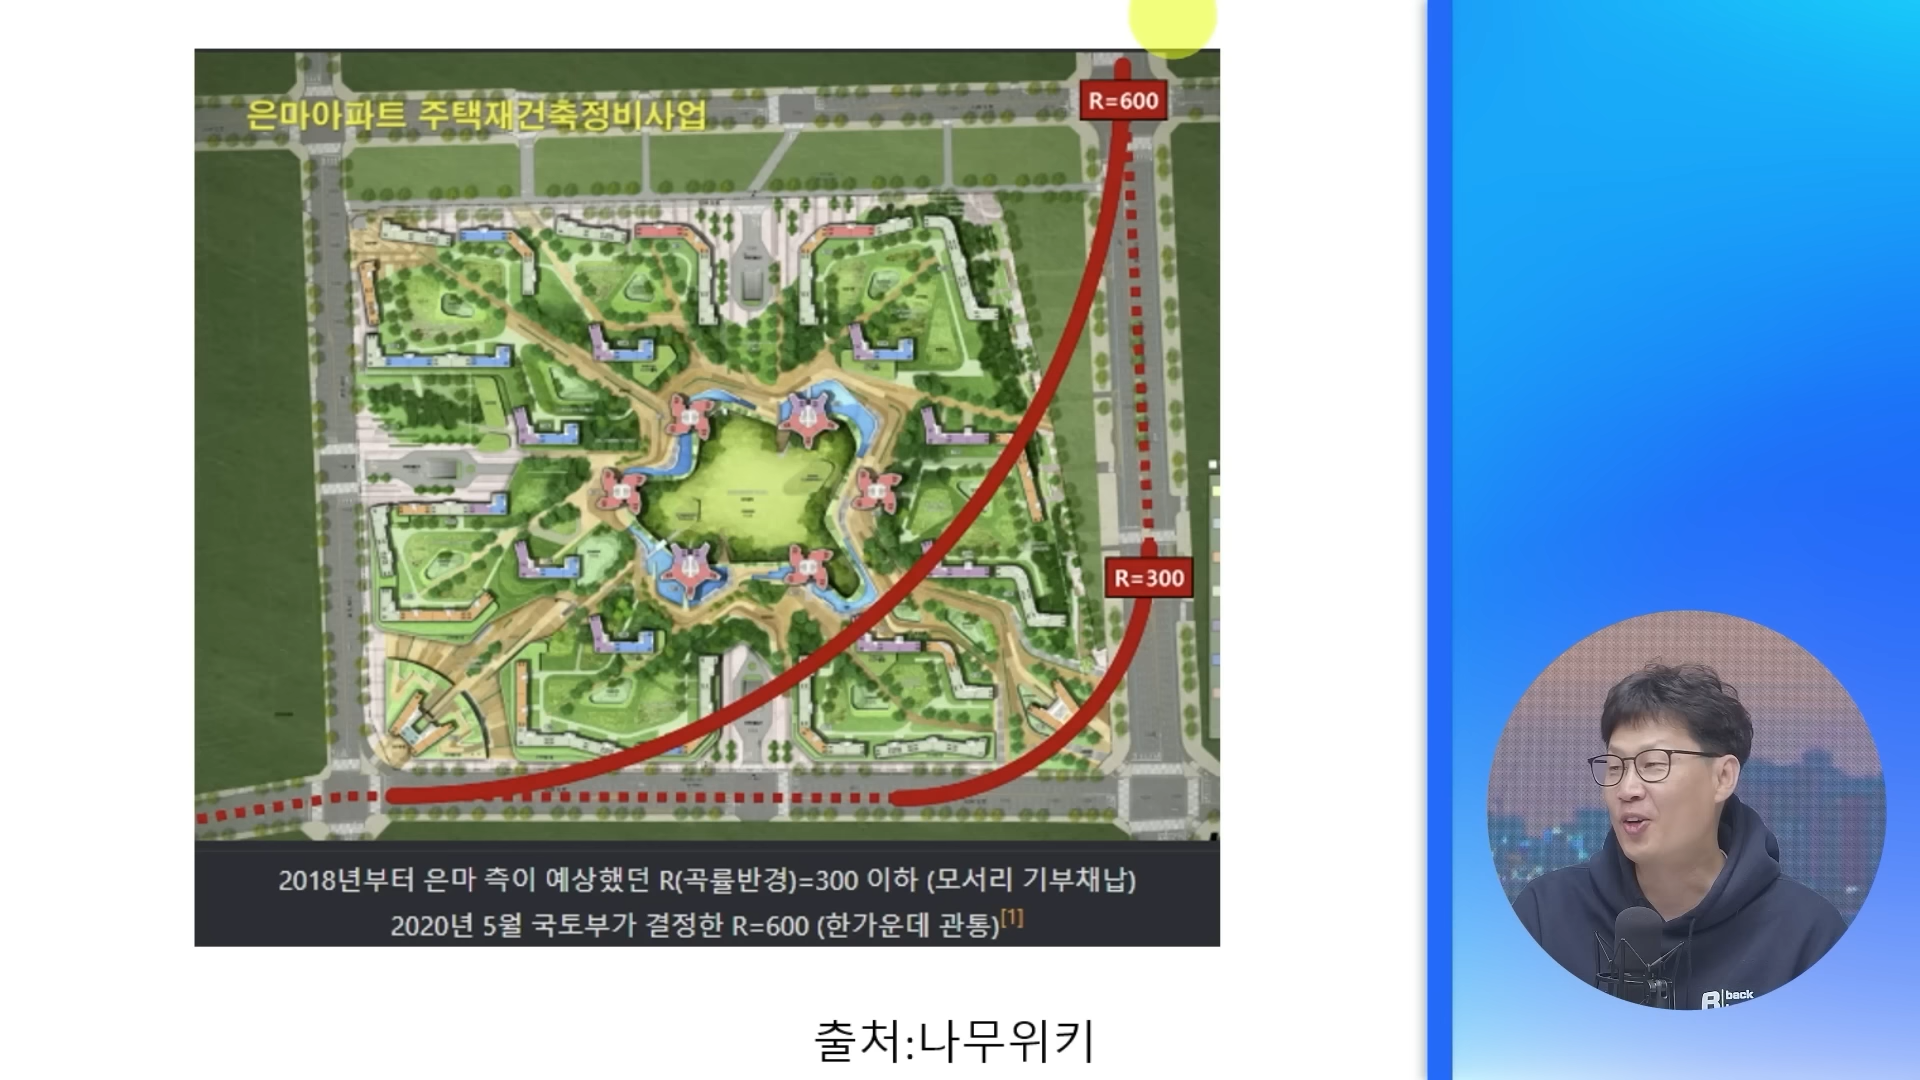 은마아파트 주택재건축정비사업
R=600
R=300
2018년부터 은마 측이 예상했던 R(곡률반경)=300 이하 (모서리 기부채납)
2020년 5월 국토부가 결정한 R=600 (한가운데 관통)[1]
출처:나무위키
back